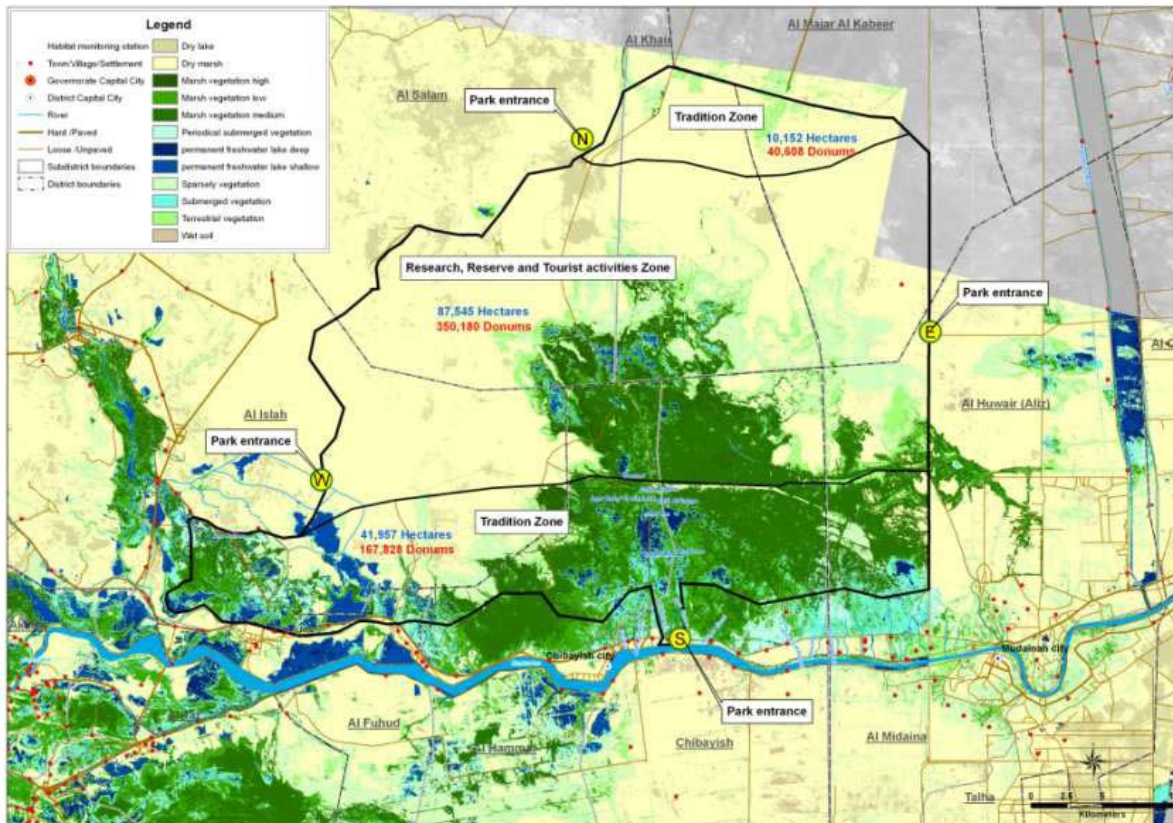 Legend
Habitat monitoring station
Town/Village/Settlement
Governorate Capital City
District Capital City
River
Hard /Paved
Loose /Unpaved
Subdistrict boundaries
District boundaries
Dry lake
Dry marsh
Marsh vegetation high
Marsh vegetation low
Marsh vegetation medium
Periodical submerged vegetation
permanent freshwater lake deep
permanent freshwater lake shallow
Sparsely vegetation
Submerged vegetation
Terrestrial vegetation
Wet soil
Al Majar Al Kabeer
Al Khair
Al Salam
Park entrance
N
Tradition Zone
10,152 Hectares
40,608 Donums
Research, Reserve and Tourist activities Zone
87,545 Hectares
350,180 Donums
Park entrance
E
Al Huwair (Aliz)
Al Islah
Park entrance
W
Tradition Zone
41,957 Hectares
167,828 Donums
S
Chibayish city
Mudainah city
Park entrance
Al Fuhud
Al Hammar
Chibayish
Al Midaina
Talha
0 2.5 5
Kilometers